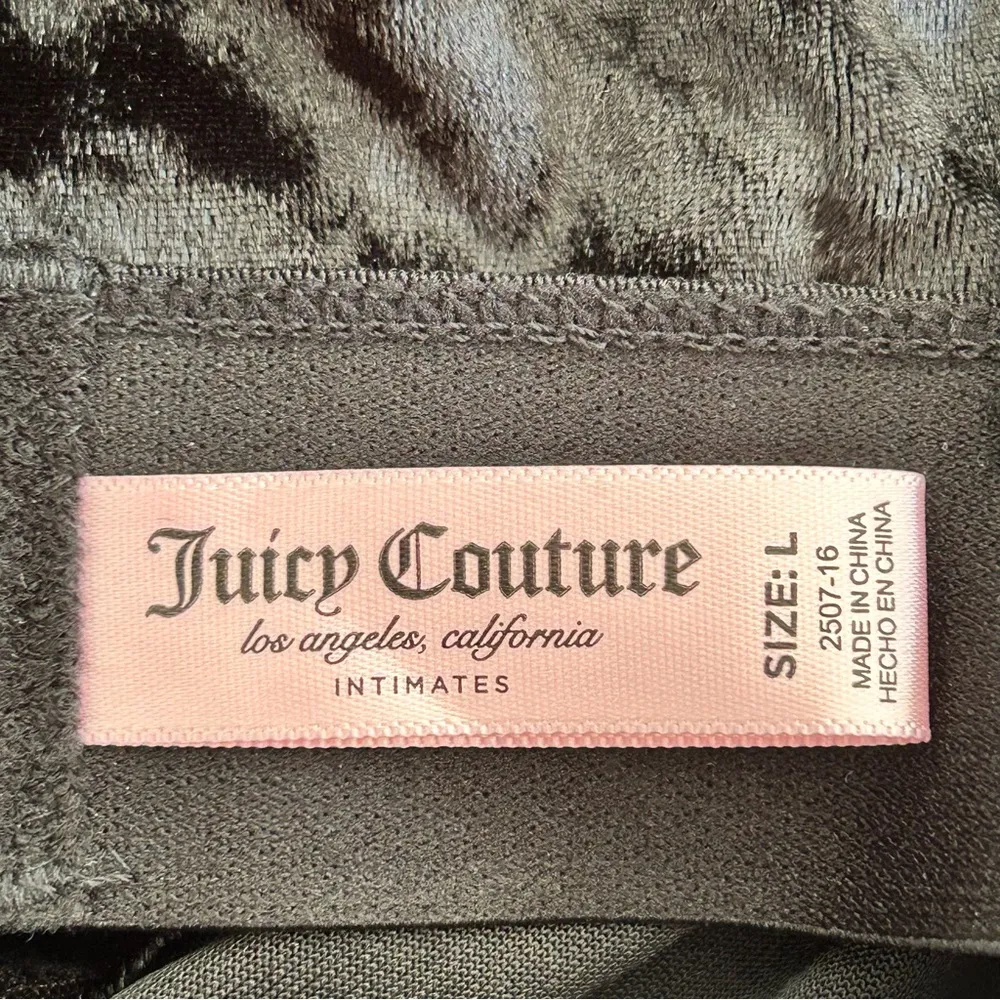 Juicy Couture
los angeles, california
INTIMATES
SIZE: L
2507-16
MADE IN CHINA
HECHO EN CHINA